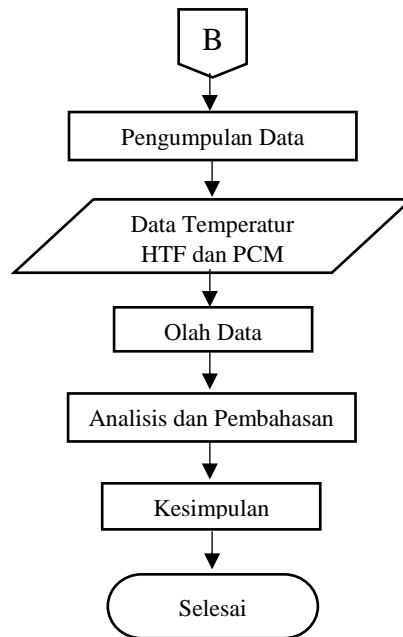 B
Pengumpulan Data
Data Temperatur
HTF dan PCM
Olah Data
Analisis dan Pembahasan
Kesimpulan
Selesai